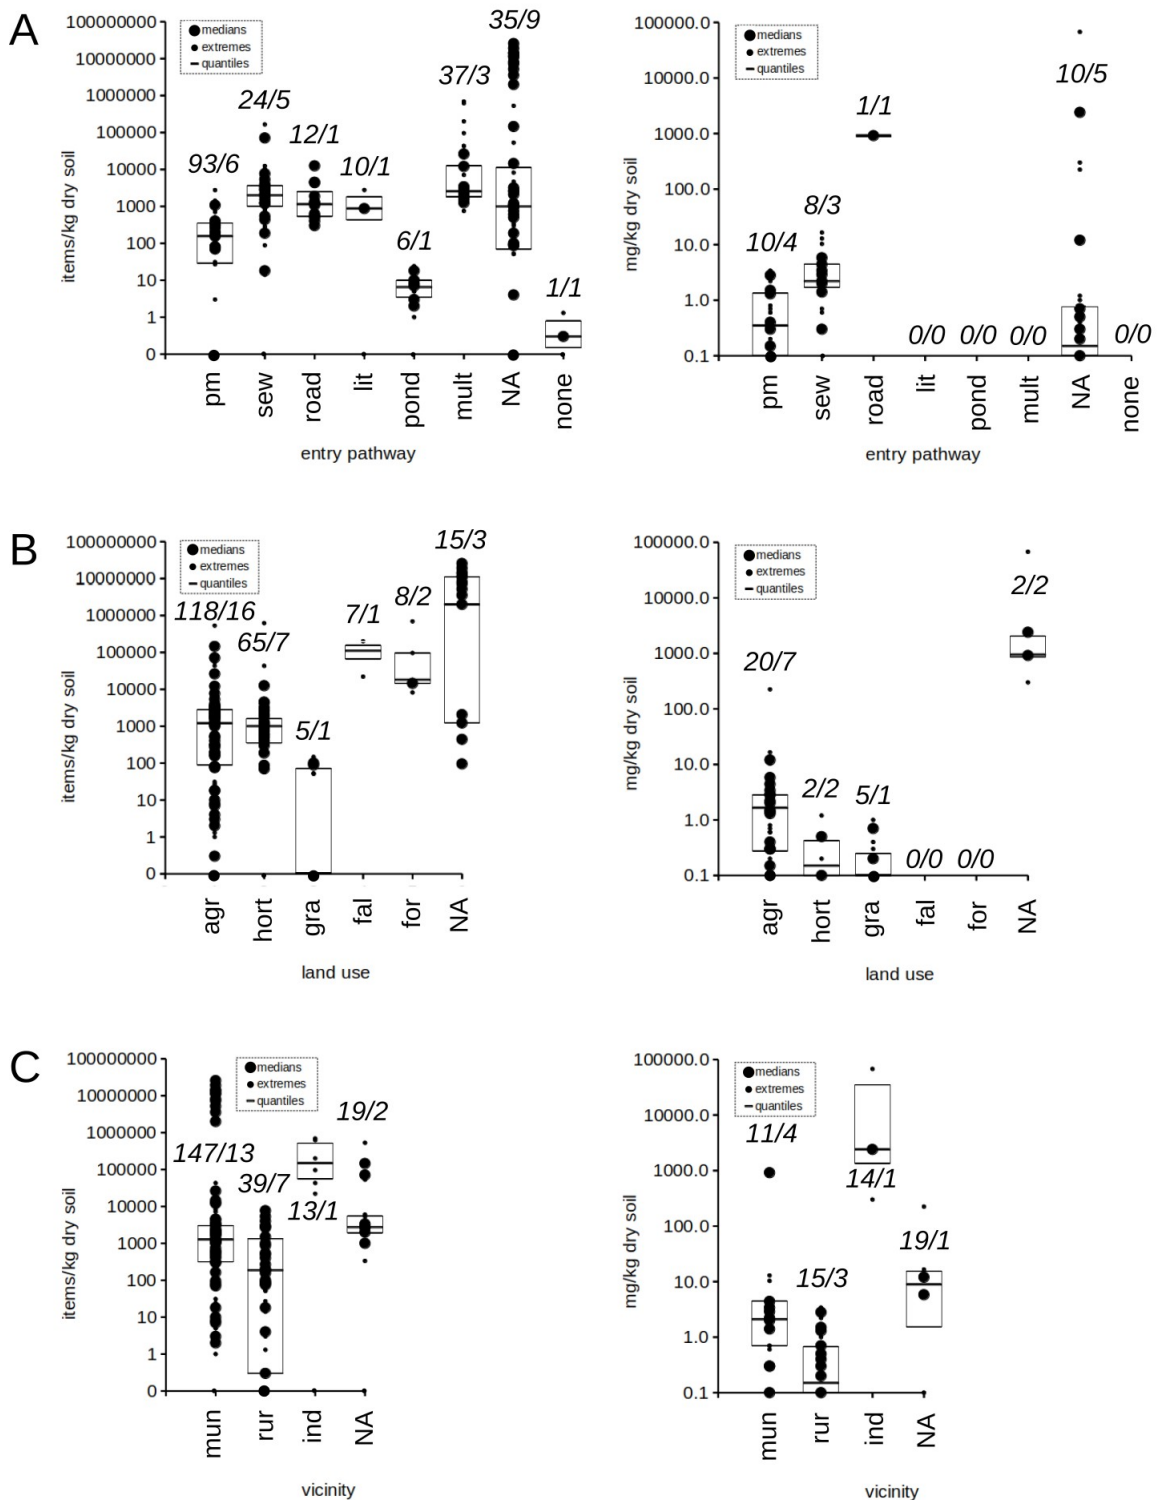 A
100000000
10000000
1000000
100000
10000
1000
100
10
1
0
items/kg dry soil
medians
extremes
quantiles
93/6
24/5
12/1
10/1
6/1
37/3
35/9
1/1
pm
sew
road
lit
pond
mult
NA
none
entry pathway
100000.0
10000.0
1000.0
100.0
10.0
1.0
0.1
mg/kg dry soil
medians
extremes
quantiles
10/4
8/3
1/1
0/0
0/0
0/0
10/5
0/0
pm
sew
road
lit
pond
mult
NA
none
entry pathway
B
100000000
10000000
1000000
100000
10000
1000
100
10
1
0
items/kg dry soil
medians
extremes
quantiles
118/16
65/7
5/1
7/1
8/2
15/3
agr
hort
gra
fal
for
NA
land use
100000.0
10000.0
1000.0
100.0
10.0
1.0
0.1
mg/kg dry soil
medians
extremes
quantiles
20/7
2/2
5/1
0/0
0/0
2/2
agr
hort
gra
fal
for
NA
land use
C
100000000
10000000
1000000
100000
10000
1000
100
10
1
0
items/kg dry soil
medians
extremes
quantiles
147/13
39/7
13/1
19/2
mun
rur
ind
NA
vicinity
100000.0
10000.0
1000.0
100.0
10.0
1.0
0.1
mg/kg dry soil
medians
extremes
quantiles
11/4
15/3
14/1
19/1
mun
rur
ind
NA
vicinity